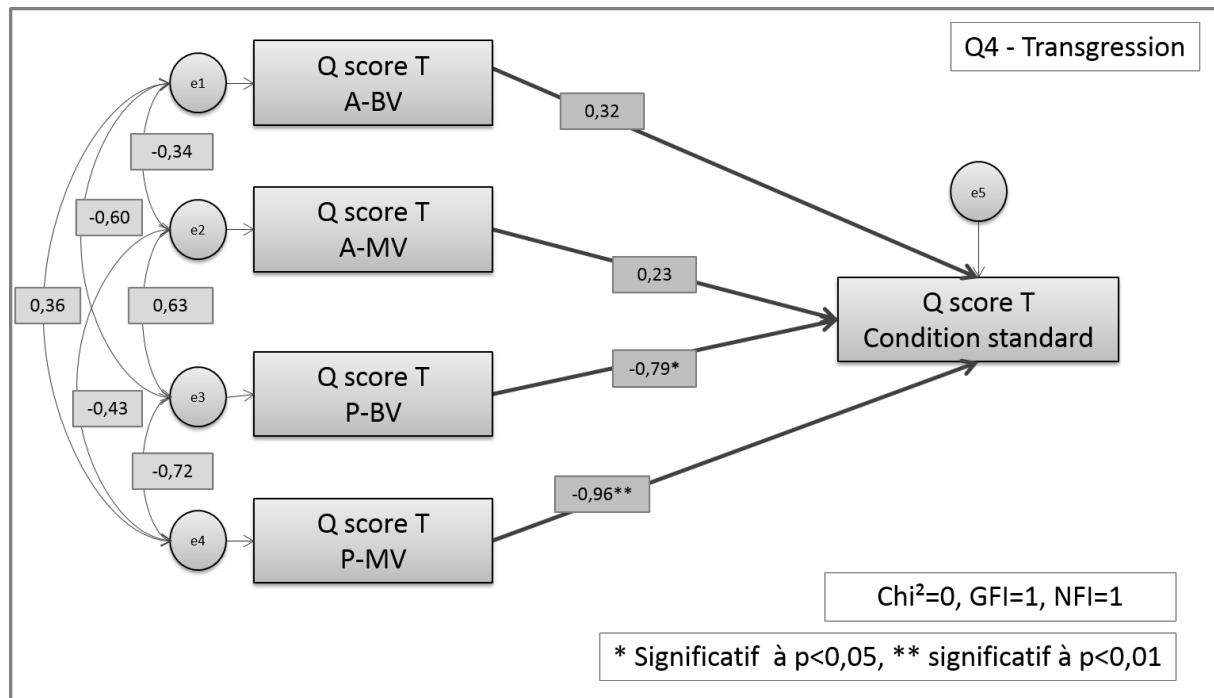 Q4 - Transgression
e1
Q score T
A-BV
0,32
-0,34
e5
-0,60
e2
Q score T
A-MV
0,23
0,36
0,63
Q score T
Condition standard
-0,79*
-0,43
e3
Q score T
P-BV
-0,72
-0,96**
e4
Q score T
P-MV
Chi²=0, GFI=1, NFI=1
* Significatif à p<0,05, ** significatif à p<0,01